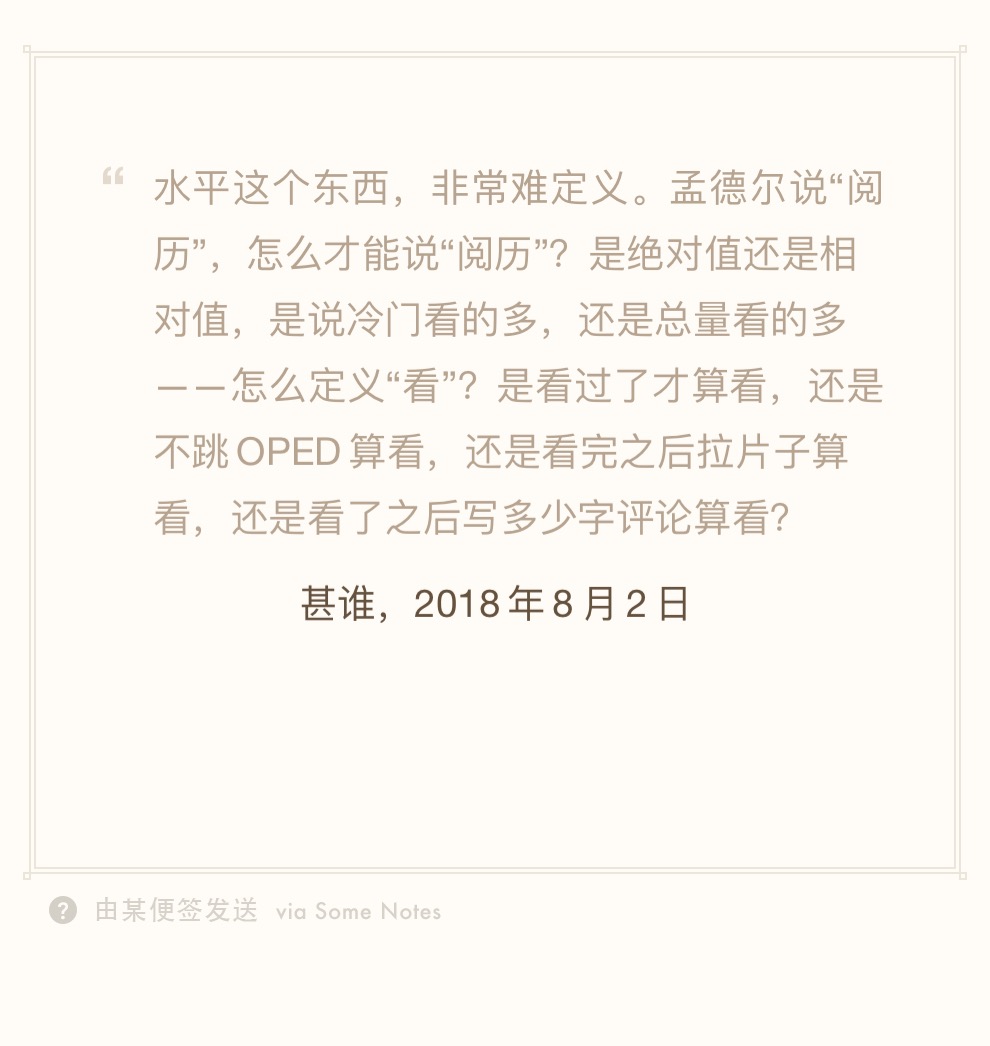 “ 水平这个东西，非常难定义。孟德尔说“阅
历”，怎么才能说“阅历”？是绝对值还是相
对值，是说冷门看的多，还是总量看的多
——怎么定义“看”？是看过了才算看，还是
不跳 OPED 算看，还是看完之后拉片子算
看，还是看了之后写多少字评论算看？
甚谁，2018 年 8 月 2 日
? 由某便签发送 via Some Notes